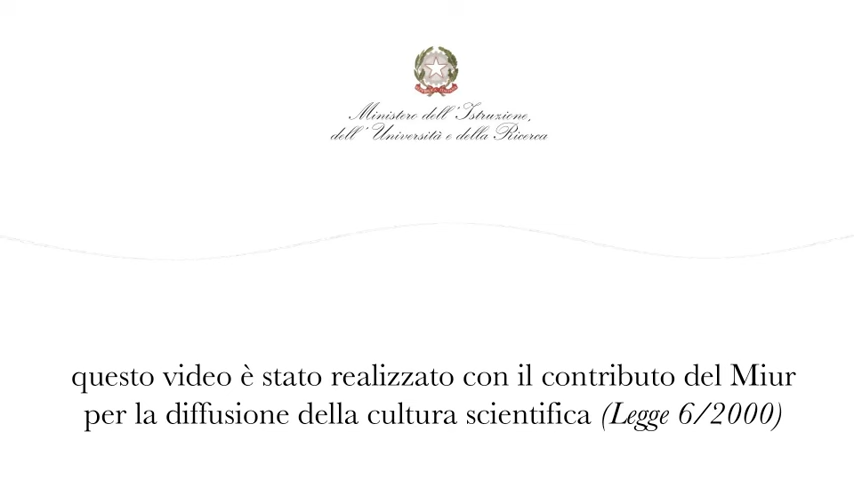 Ministero dell'Istruzione,
dell'Università e della Ricerca
questo video è stato realizzato con il contributo del Miur
per la diffusione della cultura scientifica (Legge 6/2000)